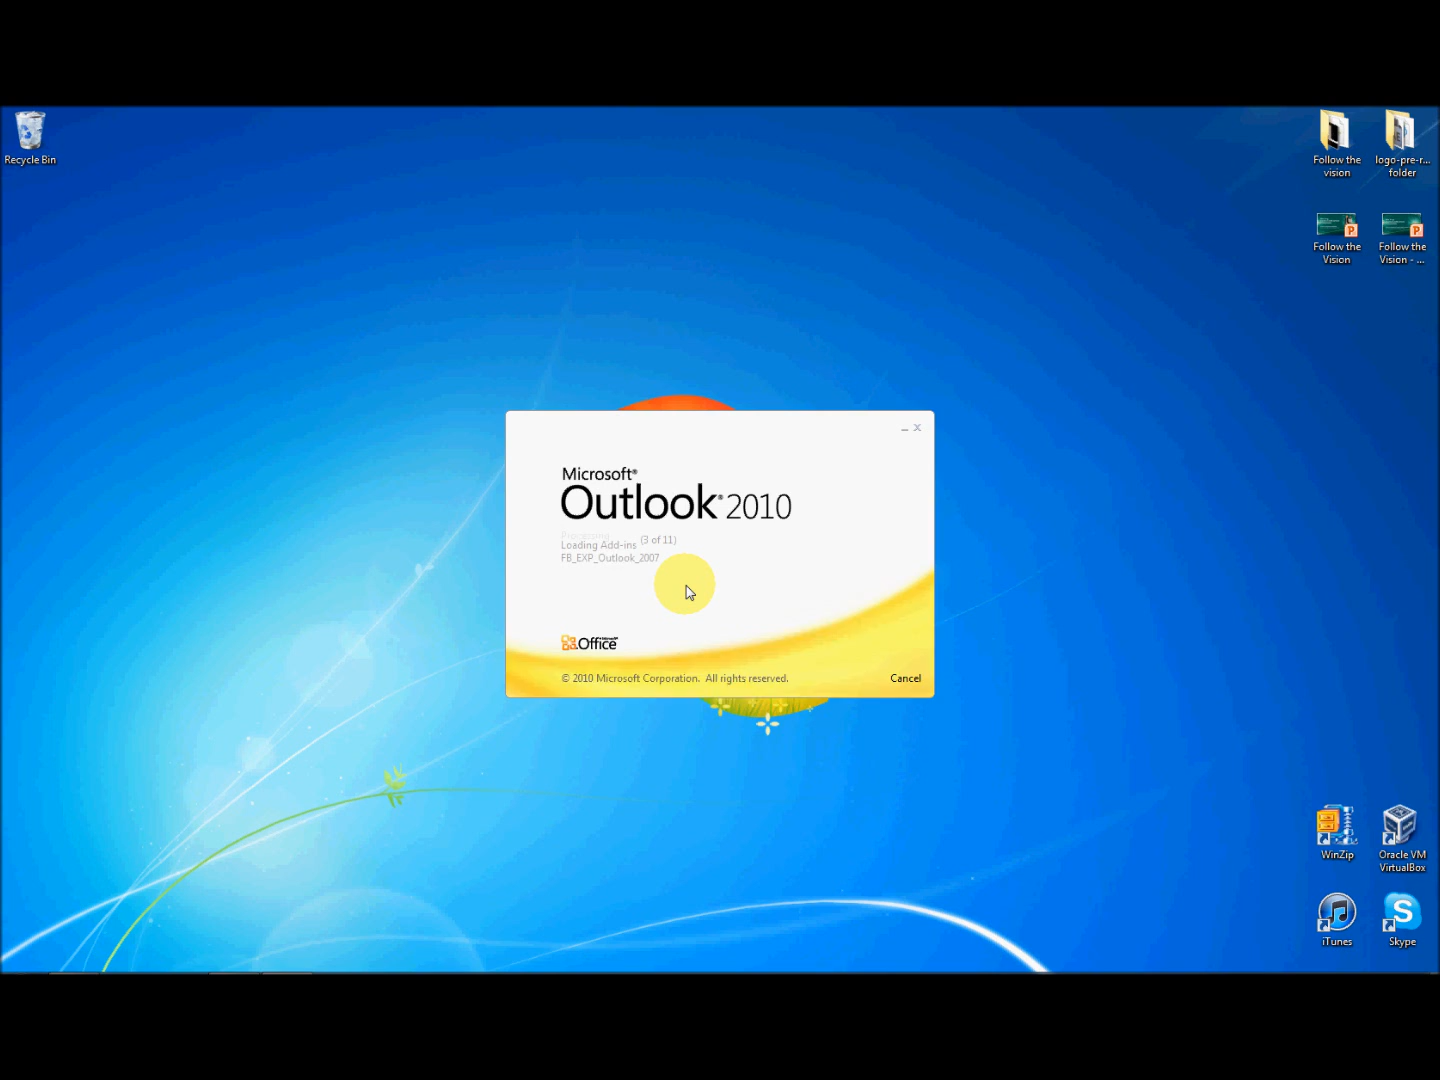 Recycle Bin
Follow the
vision
logo-pre-r...
folder
Follow the
Vision
Follow the
Vision - ...
Microsoft®
Outlook® 2010
Processing
Loading Add-ins (3 of 11)
FB_EXP_Outlook_2007
Office
© 2010 Microsoft Corporation. All rights reserved.
Cancel
WinZip
Oracle VM
VirtualBox
iTunes
Skype